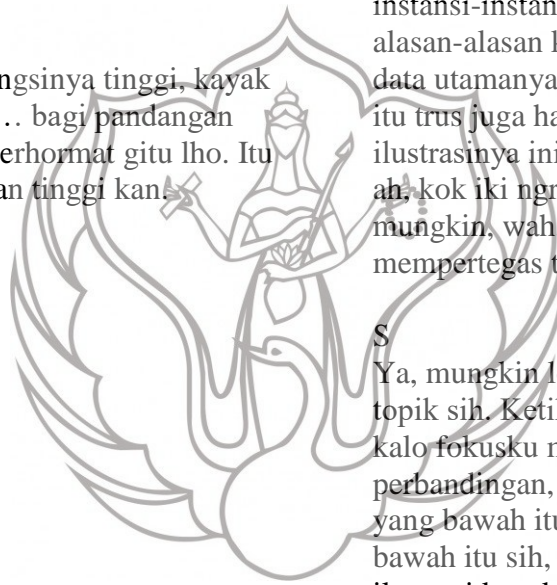 ngsinya tinggi, kayak
… bagi pandangan
erhormat gitu lho. Itu
an tinggi kan.
instansi-instan
alasan-alasan
data utamanya
itu trus juga ha
ilustrasinya ini
ah, kok iki ngr
mungkin, wah
mempertegas t
S
Ya, mungkin l
topik sih. Ketil
kalo fokusku n
perbandingan,
yang bawah itu
bawah itu sih,